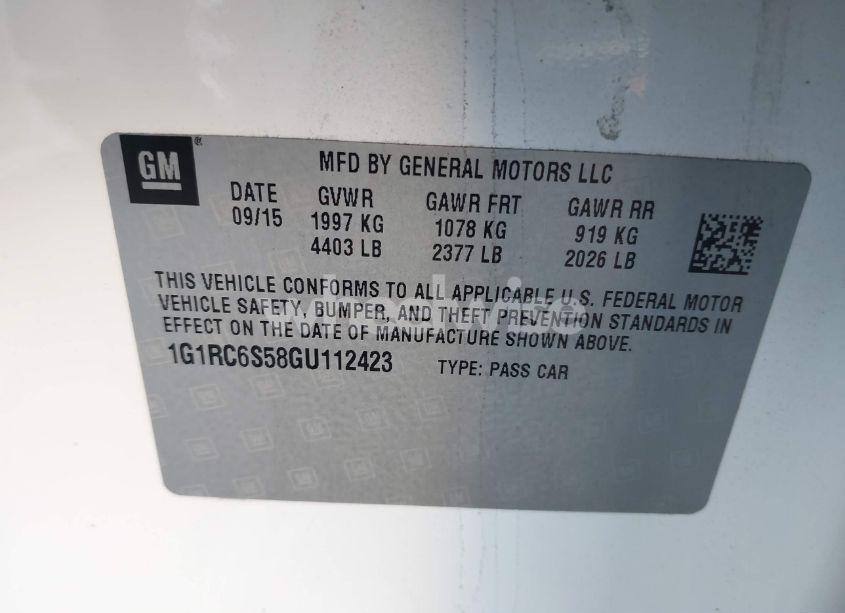 GM®
MFD BY GENERAL MOTORS LLC
DATE GVWR GAWR FRT GAWR RR
09/15 1997 KG 1078 KG 919 KG
4403 LB 2377 LB 2026 LB
THIS VEHICLE CONFORMS TO ALL APPLICABLE U.S. FEDERAL MOTOR
VEHICLE SAFETY, BUMPER, AND THEFT PREVENTION STANDARDS IN
EFFECT ON THE DATE OF MANUFACTURE SHOWN ABOVE.
1G1RC6S58GU112423 TYPE: PASS CAR